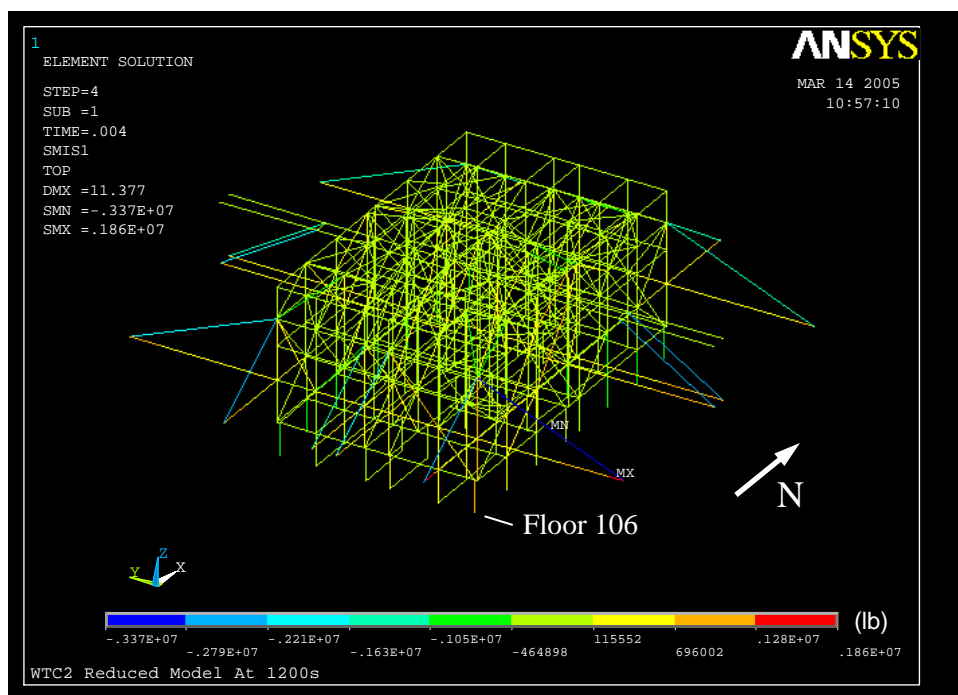 1
ANSYS
ELEMENT SOLUTION
MAR 14 2005
10:57:10
STEP=4
SUB =1
TIME=.004
SMIS1
TOP
DMX =11.377
SMN =-.337E+07
SMX =.186E+07
MN
MX
N
Floor 106
Z
Y
X
(lb)
-.337E+07 -.221E+07 -.105E+07 115552 .128E+07
-.279E+07 -.163E+07 -464898 696002 .186E+07
WTC2 Reduced Model At 1200s